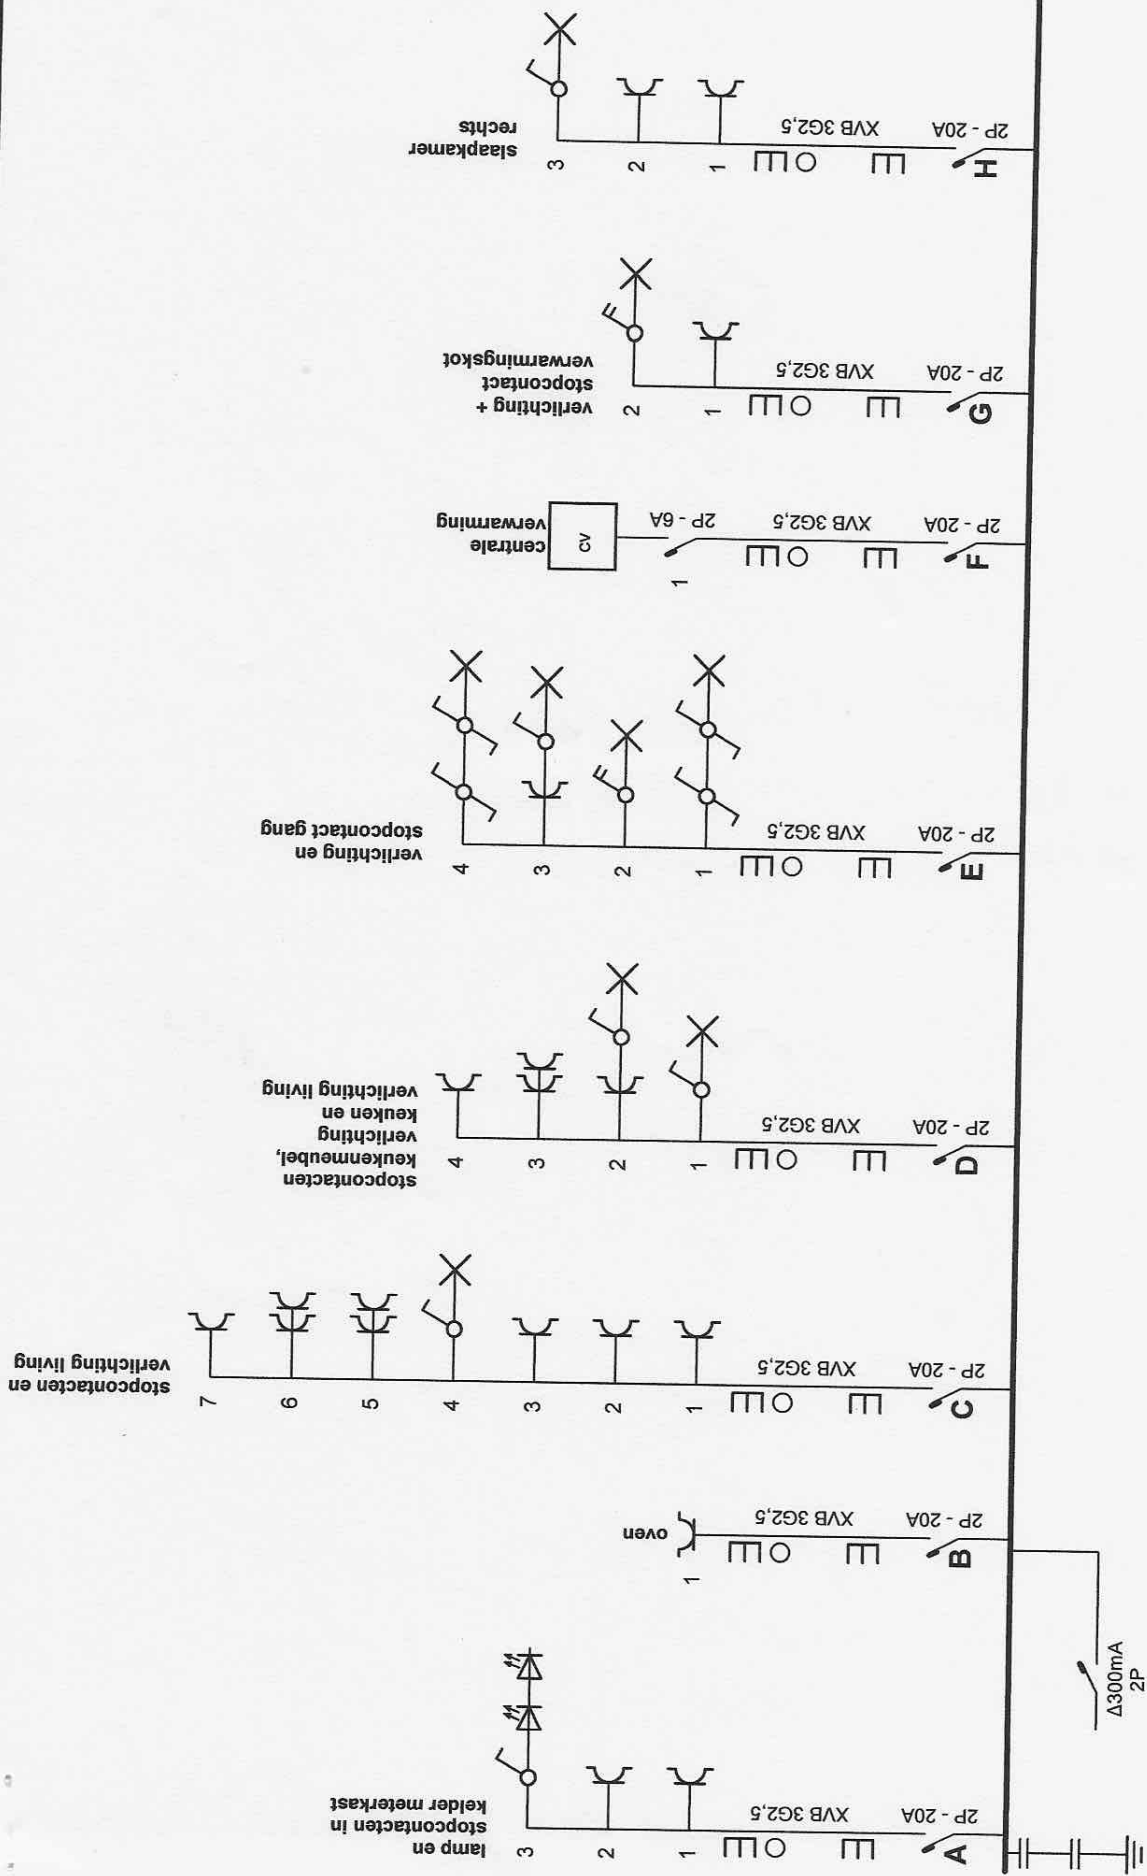 lamp en
stopcontacten in
kelder meterkast
3
2
1
XVB 3G2,5
2P - 20A
A
oven
1
XVB 3G2,5
2P - 20A
B
stopcontacten en
verlichting living
7
6
5
4
3
2
1
XVB 3G2,5
2P - 20A
C
stopcontacten
keukenmeubel,
verlichting
keuken en
verlichting living
4
3
2
1
XVB 3G2,5
2P - 20A
D
verlichting en
stopcontact gang
4
3
2
1
XVB 3G2,5
2P - 20A
E
centrale
verwarming
CV
2P - 6A
1
XVB 3G2,5
2P - 20A
F
verlichting +
stopcontact
verwarmingskot
2
1
XVB 3G2,5
2P - 20A
G
slaapkamer
rechts
3
2
1
XVB 3G2,5
2P - 20A
H
Δ300mA
2P